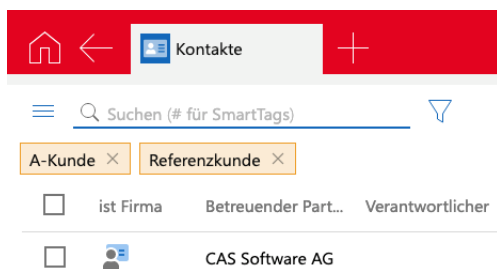 Kontakte
Suchen (# für SmartTags)
A-Kunde × Referenzkunde ×
ist Firma Betreuender Part... Verantwortlicher
CAS Software AG